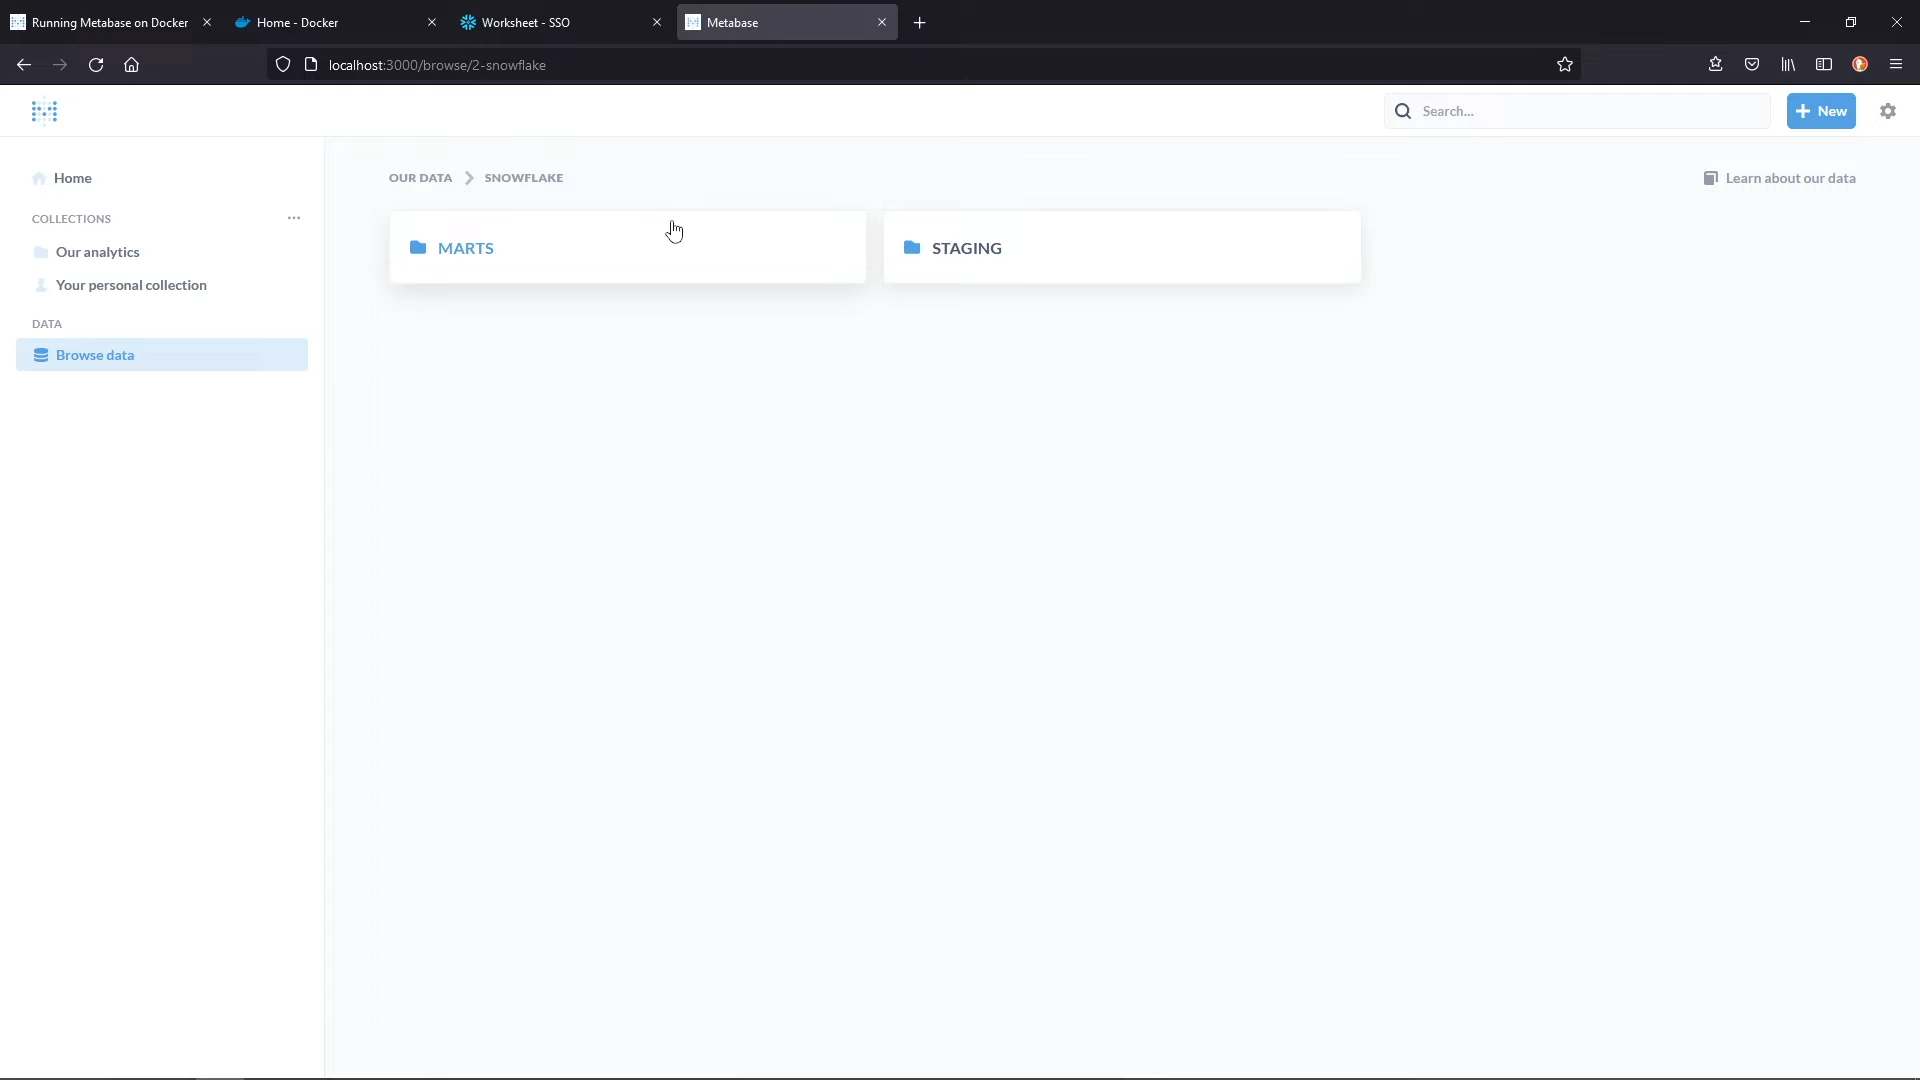 Running Metabase on Docker
Home - Docker
Worksheet - SSO
Metabase
localhost:3000/browse/2-snowflake
Search...
New
Home
OUR DATA
SNOWFLAKE
Learn about our data
COLLECTIONS
MARTS
STAGING
Our analytics
Your personal collection
DATA
Browse data